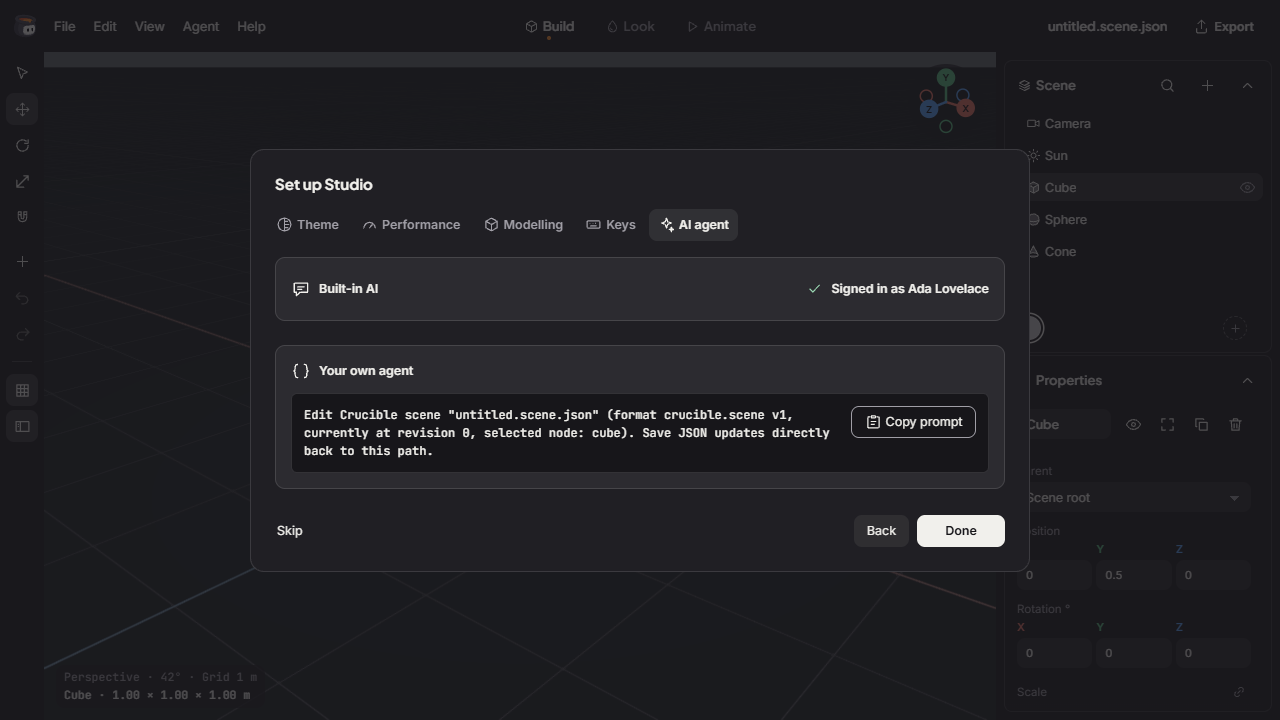 File Edit View Agent Help
Build Look Animate
untitled.scene.json Export
Y
Z X
Scene
Camera
Sun
Cube
Sphere
Cone
Set up Studio
Theme Performance Modelling Keys AI agent
Built-in AI Signed in as Ada Lovelace
Your own agent
Edit Crucible scene "untitled.scene.json" (format crucible.scene v1,
currently at revision 0, selected node: cube). Save JSON updates directly
back to this path.
Copy prompt
Skip Back Done
Properties
Cube
Scene root
Y Z
0 0.5 0
Rotation *
X Y Z
0 0 0
Scale
Perspective · 42° · Grid 1 m
Cube · 1.00 × 1.00 × 1.00 m